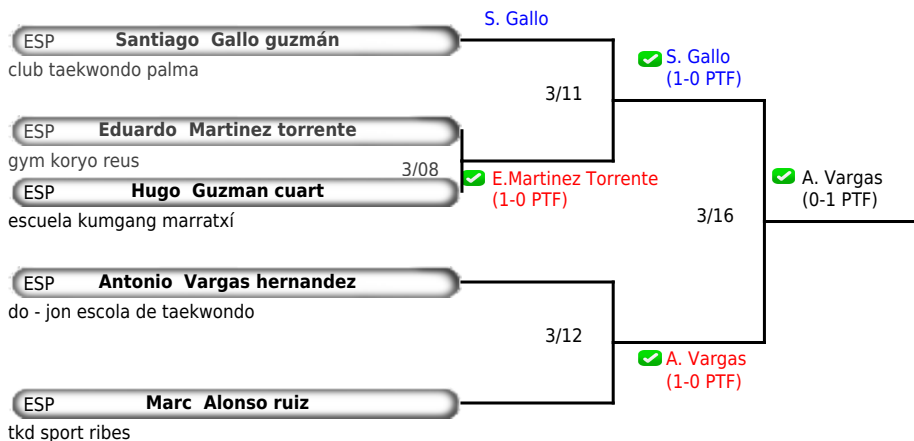 S. Gallo
ESP Santiago Gallo guzmán
club taekwondo palma
S. Gallo
(1-0 PTF)
3/11
ESP Eduardo Martinez torrente
gym koryo reus
3/08
E.Martinez Torrente
(1-0 PTF)
ESP Hugo Guzman cuart
escuela kumgang marratxí
A. Vargas
(0-1 PTF)
3/16
ESP Antonio Vargas hernandez
do - jon escola de taekwondo
3/12
A. Vargas
(1-0 PTF)
ESP Marc Alonso ruiz
tkd sport ribes